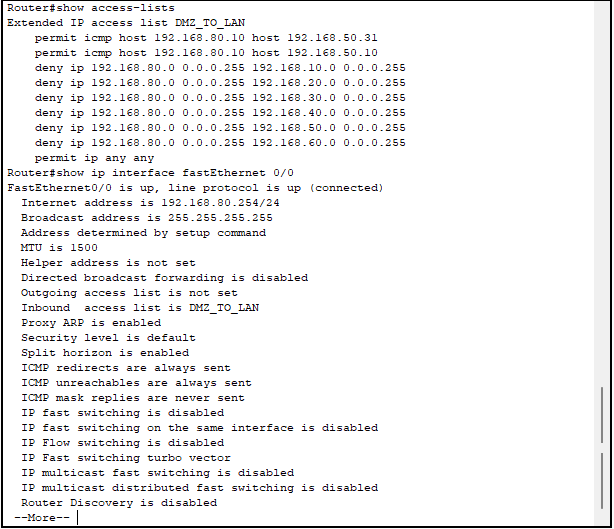 Router#show access-lists
Extended IP access list DMZ_TO_LAN
    permit icmp host 192.168.80.10 host 192.168.50.31
    permit icmp host 192.168.80.10 host 192.168.50.10
    deny ip 192.168.80.0 0.0.0.255 192.168.10.0 0.0.0.255
    deny ip 192.168.80.0 0.0.0.255 192.168.20.0 0.0.0.255
    deny ip 192.168.80.0 0.0.0.255 192.168.30.0 0.0.0.255
    deny ip 192.168.80.0 0.0.0.255 192.168.40.0 0.0.0.255
    deny ip 192.168.80.0 0.0.0.255 192.168.50.0 0.0.0.255
    deny ip 192.168.80.0 0.0.0.255 192.168.60.0 0.0.0.255
    permit ip any any
Router#show ip interface fastEthernet 0/0
FastEthernet0/0 is up, line protocol is up (connected)
  Internet address is 192.168.80.254/24
  Broadcast address is 255.255.255.255
  Address determined by setup command
  MTU is 1500
  Helper address is not set
  Directed broadcast forwarding is disabled
  Outgoing access list is not set
  Inbound  access list is DMZ_TO_LAN
  Proxy ARP is enabled
  Security level is default
  Split horizon is enabled
  ICMP redirects are always sent
  ICMP unreachables are always sent
  ICMP mask replies are never sent
  IP fast switching is disabled
  IP fast switching on the same interface is disabled
  IP Flow switching is disabled
  IP Fast switching turbo vector
  IP multicast fast switching is disabled
  IP multicast distributed fast switching is disabled
  Router Discovery is disabled
 --More--